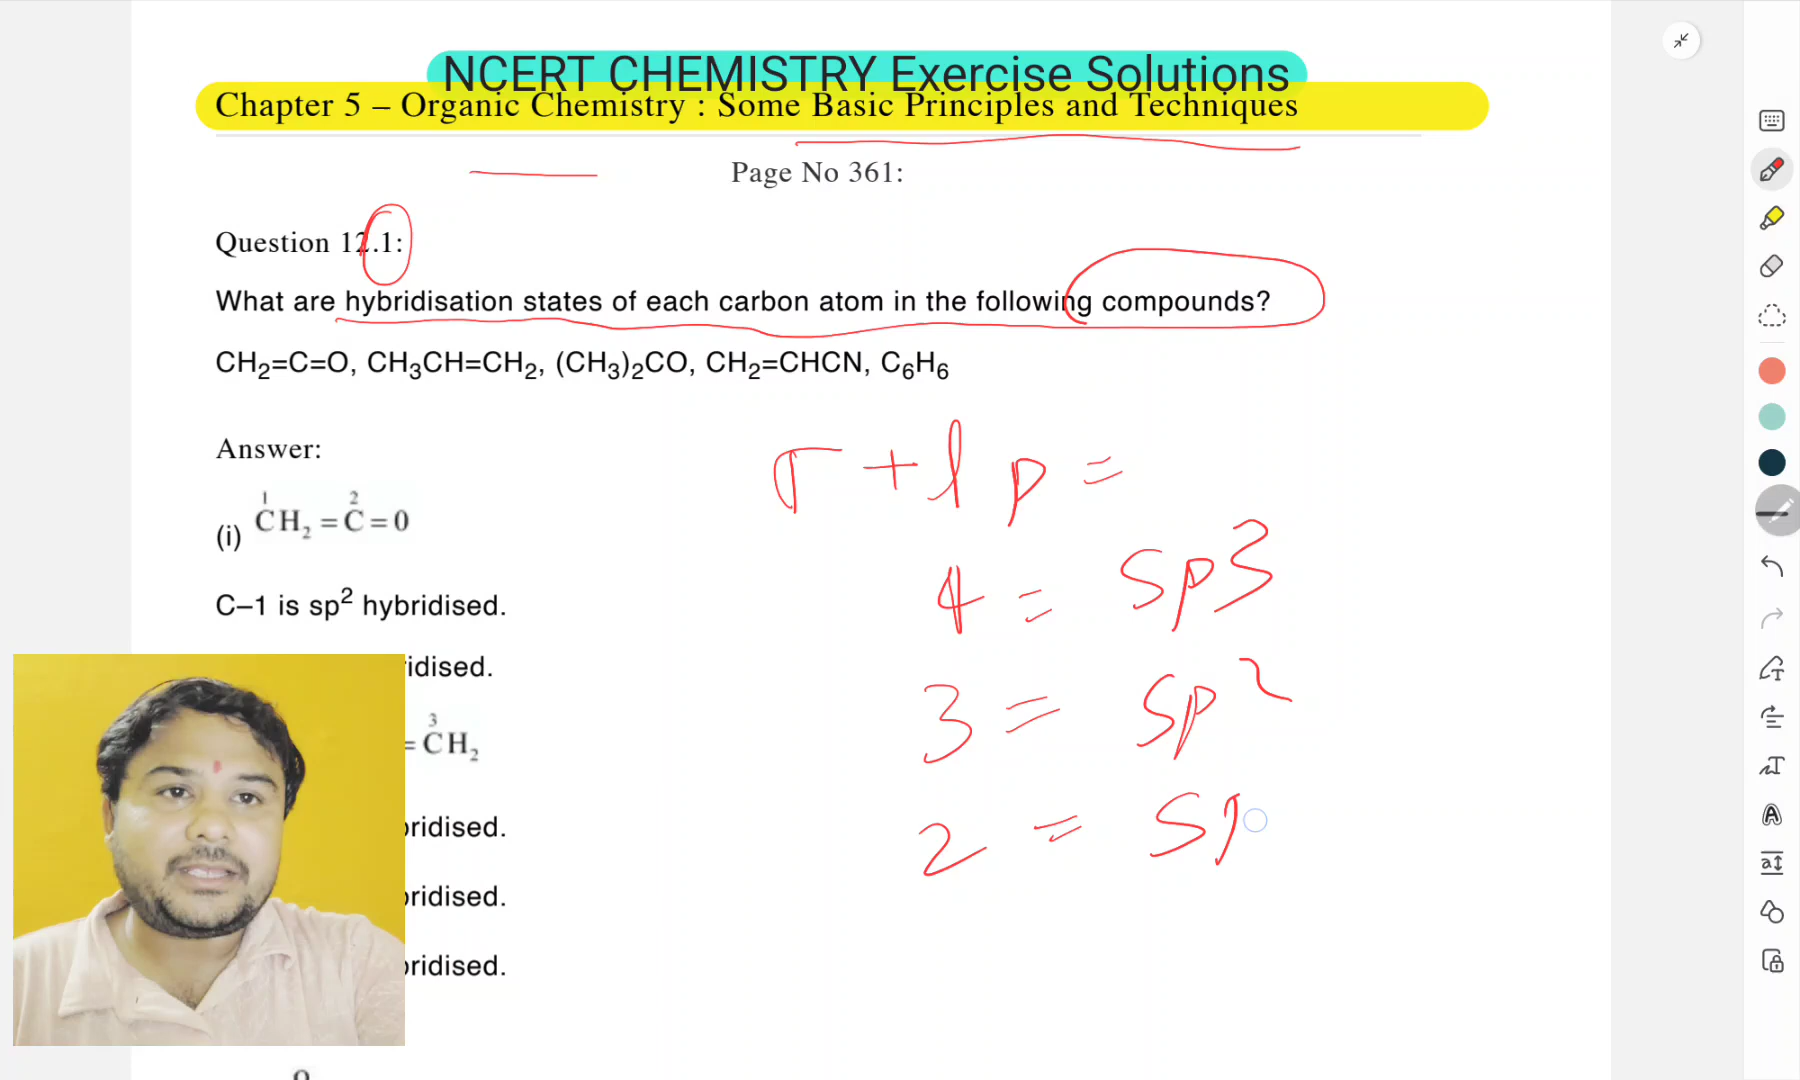 NCERT CHEMISTRY Exercise Solutions
Chapter 5 – Organic Chemistry : Some Basic Principles and Techniques
Page No 361:
Question 12.1:
What are hybridisation states of each carbon atom in the following compounds?
CH₂=C=O, CH₃CH=CH₂, (CH₃)₂CO, CH₂=CHCN, C₆H₆
Answer:
σ + lp =
1 2
(i) CH₂ = C = 0
4 = sp3
C–1 is sp² hybridised.
idised.
3 = sp2
3
= CH₂
2 = sp
ridised.
ridised.
ridised.